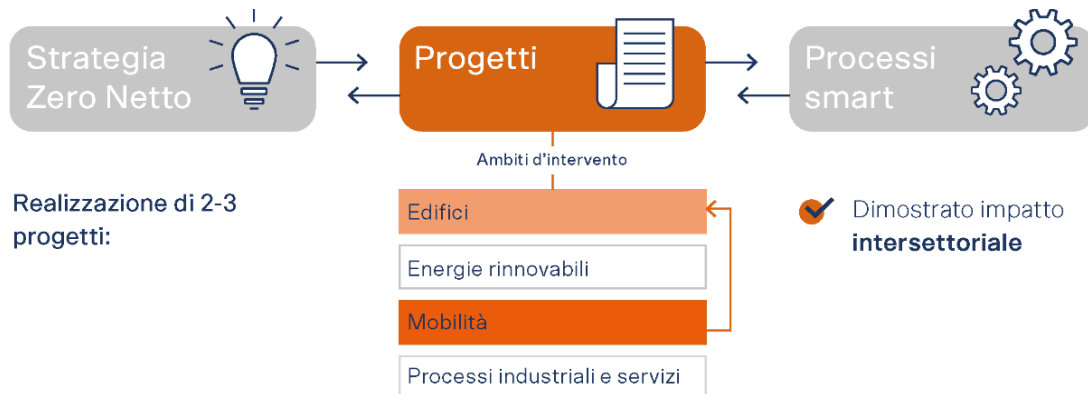 Strategia
Zero Netto
Progetti
Processi
smart
Ambiti d'intervento
Realizzazione di 2-3
progetti:
Edifici
Energie rinnovabili
Mobilità
Processi industriali e servizi
Dimostrato impatto
intersettoriale